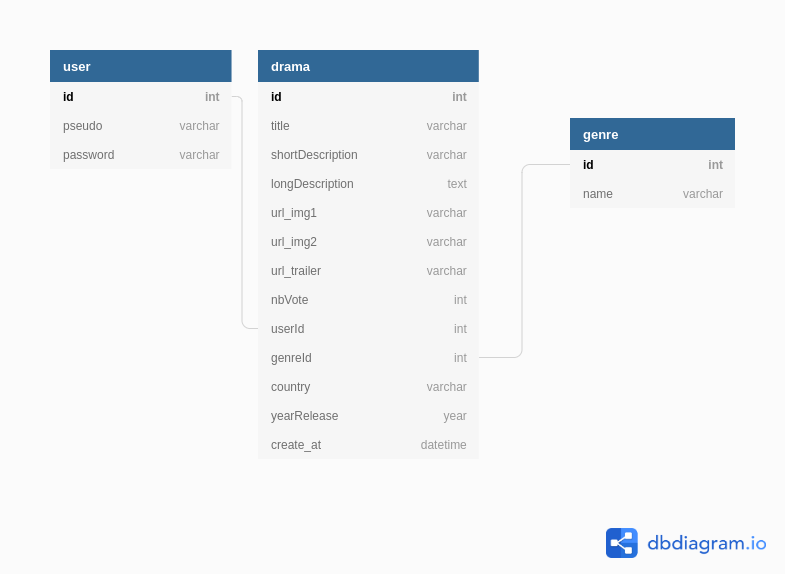 user
id int
pseudo varchar
password varchar
drama
id int
title varchar
shortDescription varchar
longDescription text
url_img1 varchar
url_img2 varchar
url_trailer varchar
nbVote int
userId int
genreId int
country varchar
yearRelease year
create_at datetime
genre
id int
name varchar
dbdiagram.io